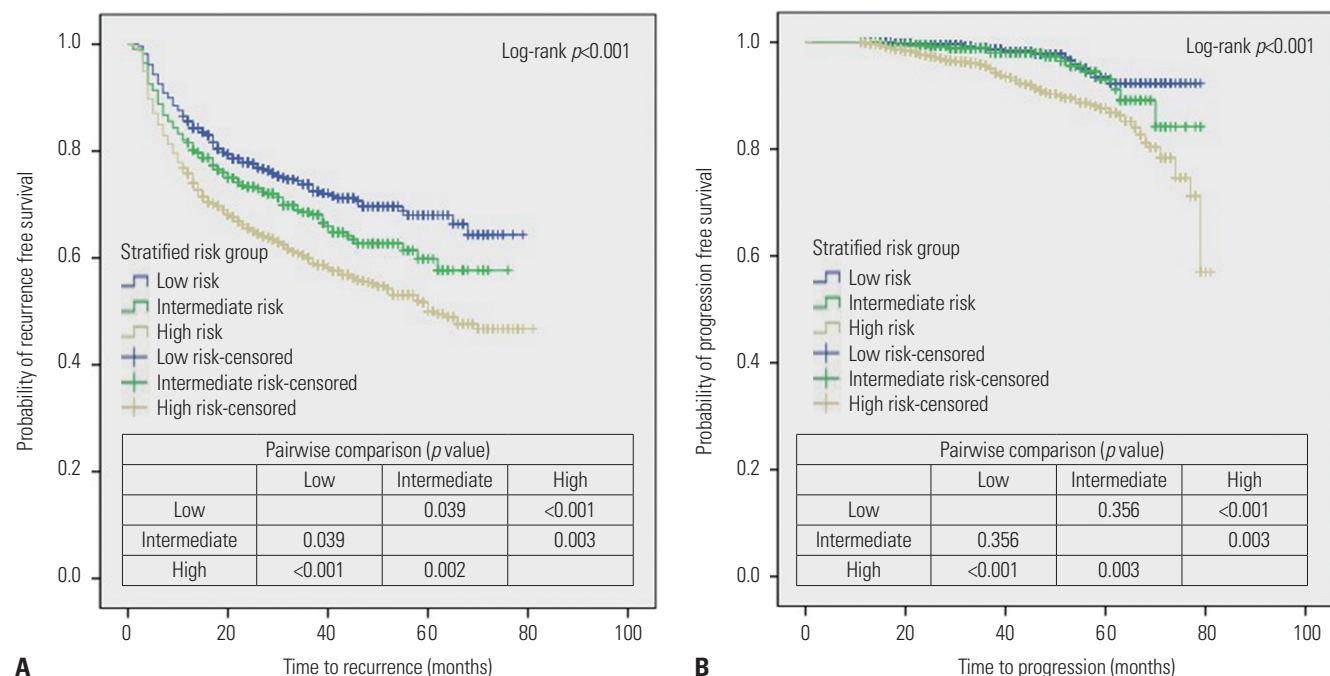 Probability of recurrence free survival
1.0
0.8
0.6
0.4
0.2
0.0
Log-rank p<0.001
Stratified risk group
Low risk
Intermediate risk
High risk
Low risk-censored
Intermediate risk-censored
High risk-censored
Pairwise comparison (p value)
Low Intermediate High
Low 0.039 <0.001
Intermediate 0.039 0.003
High <0.001 0.002
0 20 40 60 80 100
Time to recurrence (months)
A
Probability of progression free survival
1.0
0.8
0.6
0.4
0.2
0.0
Log-rank p<0.001
Stratified risk group
Low risk
Intermediate risk
High risk
Low risk-censored
Intermediate risk-censored
High risk-censored
Pairwise comparison (p value)
Low Intermediate High
Low 0.356 <0.001
Intermediate 0.356 0.003
High <0.001 0.003
0 20 40 60 80 100
Time to progression (months)
B